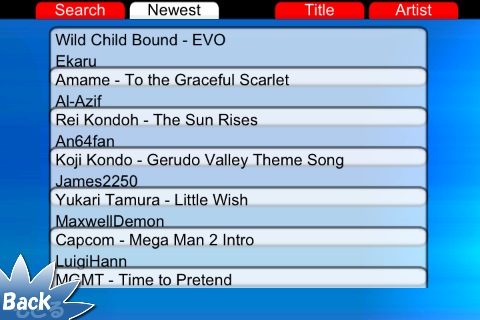 Search Newest Title Artist
Wild Child Bound - EVO
Ekaru
Amame - To the Graceful Scarlet
Al-Azif
Rei Kondoh - The Sun Rises
An64fan
Koji Kondo - Gerudo Valley Theme Song
James2250
Yukari Tamura - Little Wish
MaxwellDemon
Capcom - Mega Man 2 Intro
LuigiHann
MGMT - Time to Pretend
Back